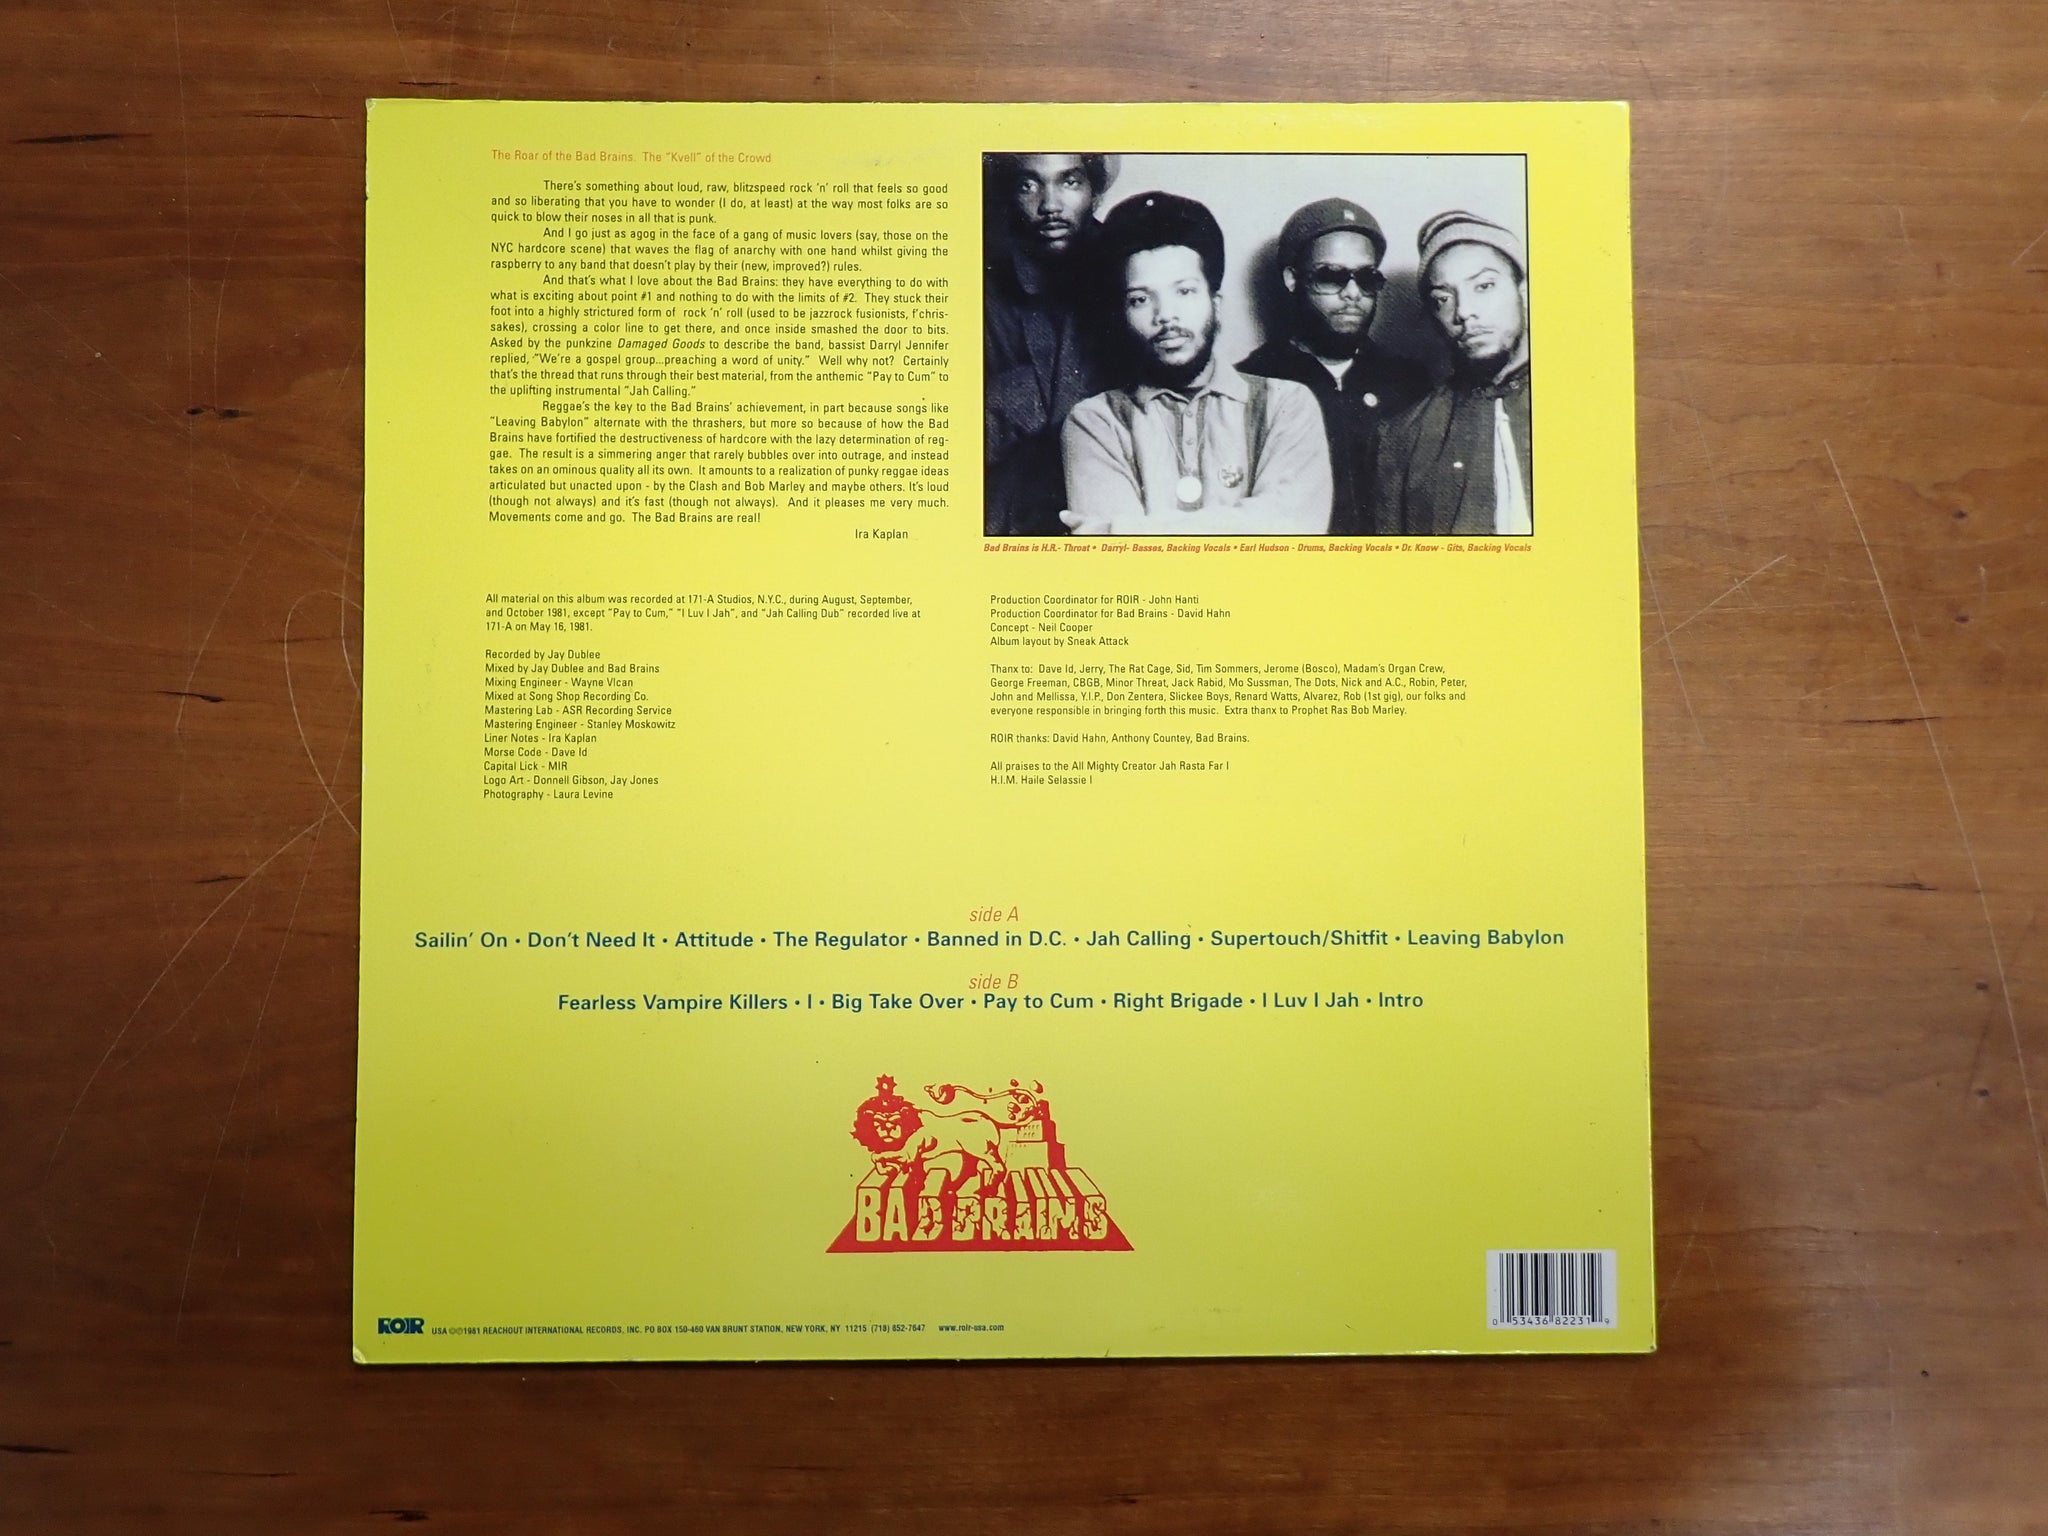 The Roar of the Bad Brains. The "Kvell" of the Crowd
There's something about loud, raw, blitzspeed rock 'n' roll that feels so good
and so liberating that you have to wonder (I do, at least) at the way most folks are so
quick to blow their noses in all that is punk.
And I go just as agog in the face of a gang of music lovers (say, those on the
NYC hardcore scene) that waves the flag of anarchy with one hand whilst giving the
raspberry to any band that doesn't play by their (new, improved?) rules.
And that's what I love about the Bad Brains: they have everything to do with
what is exciting about point #1 and nothing to do with the limits of #2. They stuck their
foot into a highly strictured form of rock 'n' roll (used to be jazzrock fusionists, f'chris-
sakes), crossing a color line to get there, and once inside smashed the door to bits.
Asked by the punkzine Damaged Goods to describe the band, bassist Darryl Jennifer
replied, "We're a gospel group...preaching a word of unity." Well why not? Certainly
that's the thread that runs through their best material, from the anthemic "Pay to Cum" to
the uplifting instrumental "Jah Calling."
Reggae's the key to the Bad Brains' achievement, in part because songs like
"Leaving Babylon" alternate with the thrashers, but more so because of how the Bad
Brains have fortified the destructiveness of hardcore with the lazy determination of reg-
gae. The result is a simmering anger that rarely bubbles over into outrage, and instead
takes on an ominous quality all its own. It amounts to a realization of punky reggae ideas
articulated but unacted upon - by the Clash and Bob Marley and maybe others. It's loud
(though not always) and it's fast (though not always). And it pleases me very much.
Movements come and go. The Bad Brains are real!
Ira Kaplan
Bad Brains is H.R.- Throat • Darryl- Basses, Backing Vocals • Earl Hudson - Drums, Backing Vocals • Dr. Know - Gits, Backing Vocals
All material on this album was recorded at 171-A Studios, N.Y.C., during August, September,
and October 1981, except "Pay to Cum," "I Luv I Jah", and "Jah Calling Dub" recorded live at
171-A on May 16, 1981.
Recorded by Jay Dublee
Mixed by Jay Dublee and Bad Brains
Mixing Engineer - Wayne Vlcan
Mixed at Song Shop Recording Co.
Mastering Lab - ASR Recording Service
Mastering Engineer - Stanley Moskowitz
Liner Notes - Ira Kaplan
Morse Code - Dave Id
Capital Lick - MIR
Logo Art - Donnell Gibson, Jay Jones
Photography - Laura Levine
Production Coordinator for ROIR - John Hanti
Production Coordinator for Bad Brains - David Hahn
Concept - Neil Cooper
Album layout by Sneak Attack
Thanx to: Dave Id, Jerry, The Rat Cage, Sid, Tim Sommers, Jerome (Bosco), Madam's Organ Crew,
George Freeman, CBGB, Minor Threat, Jack Rabid, Mo Sussman, The Dots, Nick and A.C., Robin, Peter,
John and Mellissa, Y.I.P., Don Zentera, Slickee Boys, Renard Watts, Alvarez, Rob (1st gig), our folks and
everyone responsible in bringing forth this music. Extra thanx to Prophet Ras Bob Marley.
ROIR thanks: David Hahn, Anthony Countey, Bad Brains.
All praises to the All Mighty Creator Jah Rasta Far I
H.I.M. Haile Selassie I
side A
Sailin' On • Don't Need It • Attitude • The Regulator • Banned in D.C. • Jah Calling • Supertouch/Shitfit • Leaving Babylon
side B
Fearless Vampire Killers • I • Big Take Over • Pay to Cum • Right Brigade • I Luv I Jah • Intro
BAD BRAINS
ROIR USA ©℗1981 REACHOUT INTERNATIONAL RECORDS, INC. PO BOX 150-460 VAN BRUNT STATION, NEW YORK, NY 11215 (718) 852-7647 www.roir-usa.com
0 53436 82231 9